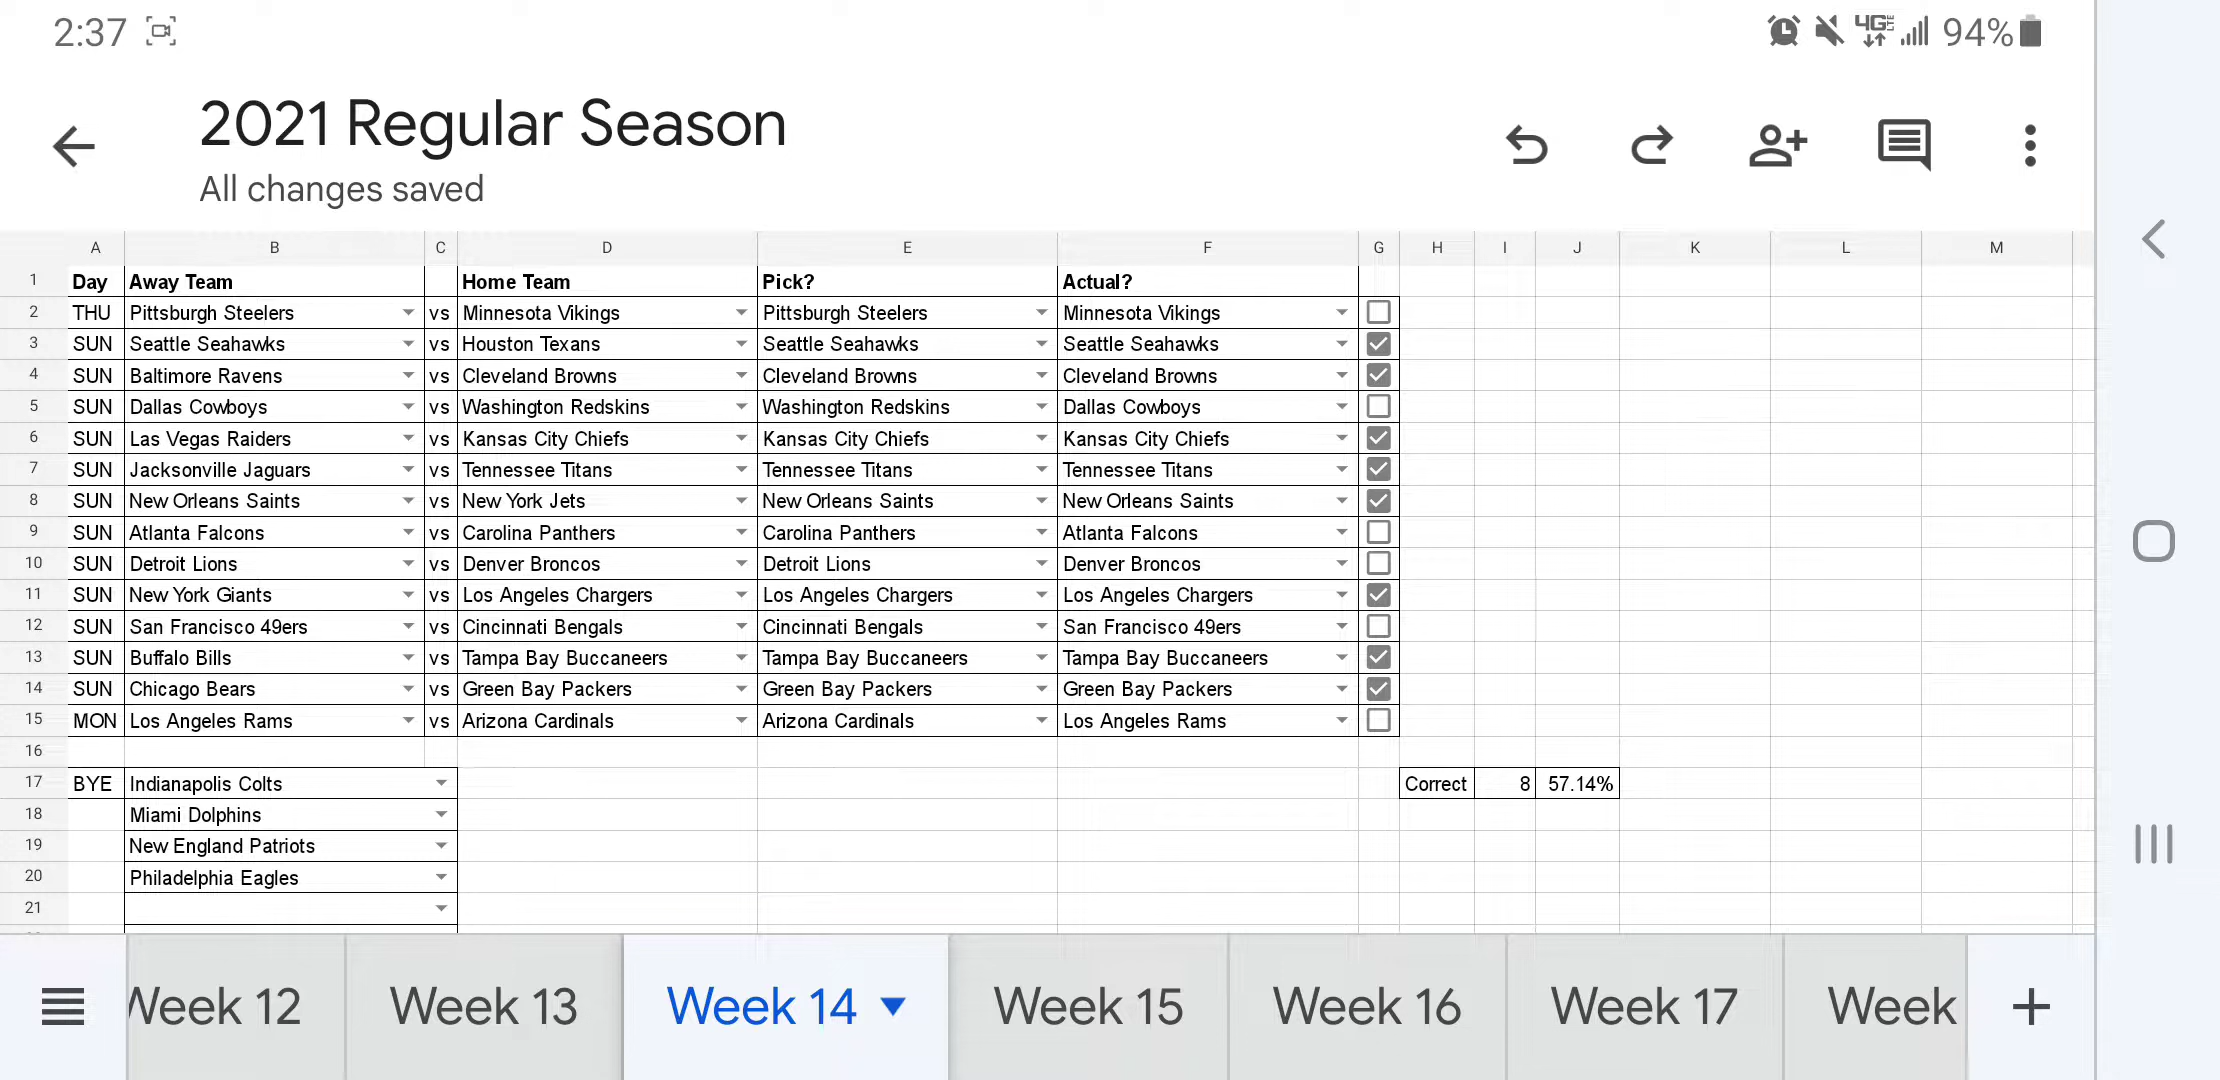 2:37 4G LTE 94%
2021 Regular Season
All changes saved
A B C D E F G H I J K L M
1 Day Away Team Home Team Pick? Actual?
2 THU Pittsburgh Steelers vs Minnesota Vikings Pittsburgh Steelers Minnesota Vikings
3 SUN Seattle Seahawks vs Houston Texans Seattle Seahawks Seattle Seahawks
4 SUN Baltimore Ravens vs Cleveland Browns Cleveland Browns Cleveland Browns
5 SUN Dallas Cowboys vs Washington Redskins Washington Redskins Dallas Cowboys
6 SUN Las Vegas Raiders vs Kansas City Chiefs Kansas City Chiefs Kansas City Chiefs
7 SUN Jacksonville Jaguars vs Tennessee Titans Tennessee Titans Tennessee Titans
8 SUN New Orleans Saints vs New York Jets New Orleans Saints New Orleans Saints
9 SUN Atlanta Falcons vs Carolina Panthers Carolina Panthers Atlanta Falcons
10 SUN Detroit Lions vs Denver Broncos Detroit Lions Denver Broncos
11 SUN New York Giants vs Los Angeles Chargers Los Angeles Chargers Los Angeles Chargers
12 SUN San Francisco 49ers vs Cincinnati Bengals Cincinnati Bengals San Francisco 49ers
13 SUN Buffalo Bills vs Tampa Bay Buccaneers Tampa Bay Buccaneers Tampa Bay Buccaneers
14 SUN Chicago Bears vs Green Bay Packers Green Bay Packers Green Bay Packers
15 MON Los Angeles Rams vs Arizona Cardinals Arizona Cardinals Los Angeles Rams
16
17 BYE Indianapolis Colts Correct 8 57.14%
18 Miami Dolphins
19 New England Patriots
20 Philadelphia Eagles
21
Week 12 Week 13 Week 14 Week 15 Week 16 Week 17 Week